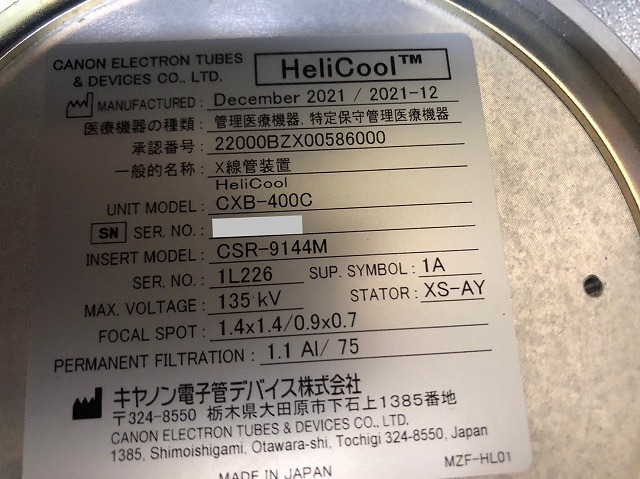 CANON ELECTRON TUBES
& DEVICES CO., LTD.
HeliCool™
MANUFACTURED : December 2021 / 2021-12
医療機器の種類 : 管理医療機器, 特定保守管理医療機器
承認番号 : 22000BZX00586000
一般的名称 : X線管装置
HeliCool
UNIT MODEL : CXB-400C
SN SER. NO. :
INSERT MODEL : CSR-9144M
SER. NO. : 1L226 SUP. SYMBOL : 1A
MAX. VOLTAGE : 135 kV STATOR : XS-AY
FOCAL SPOT : 1.4x1.4/0.9x0.7
PERMANENT FILTRATION : 1.1 Al/ 75
キヤノン電子管デバイス株式会社
〒324-8550 栃木県大田原市下石上1385番地
CANON ELECTRON TUBES & DEVICES CO., LTD.
1385, Shimoishigami, Otawara-shi, Tochigi 324-8550, Japan
MADE IN JAPAN MZF-HL01